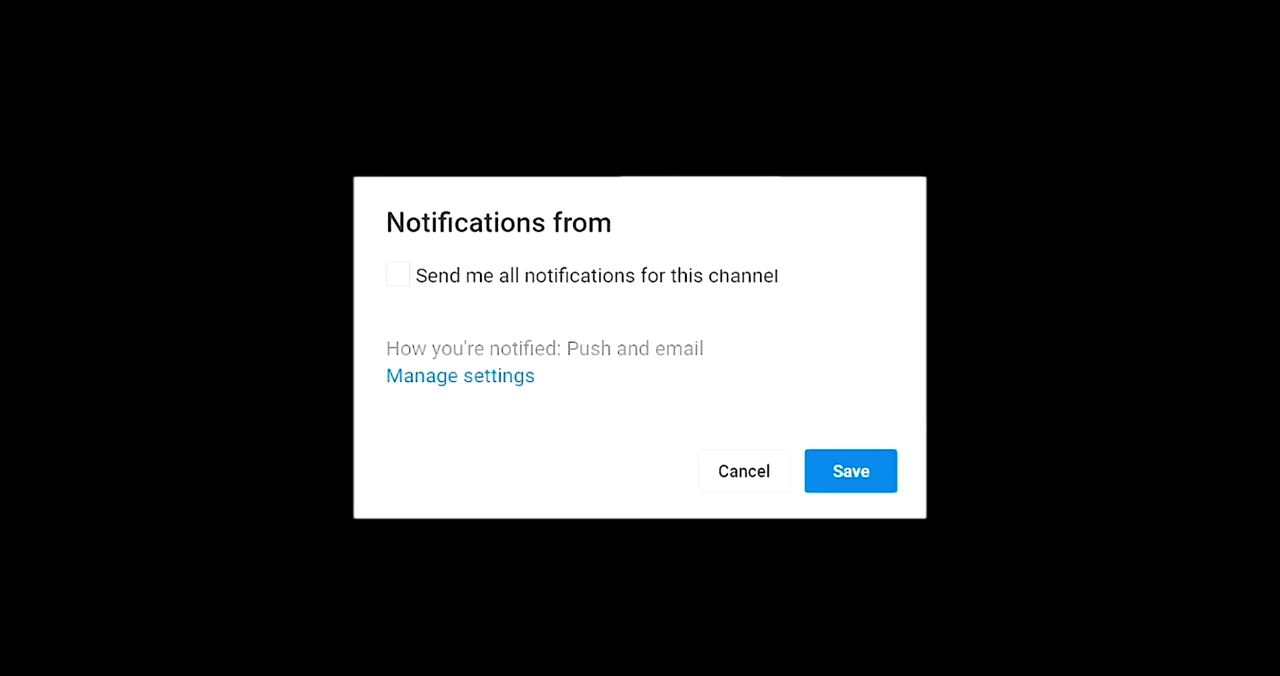 Notifications from
Send me all notifications for this channel
How you're notified: Push and email
Manage settings
Cancel
Save